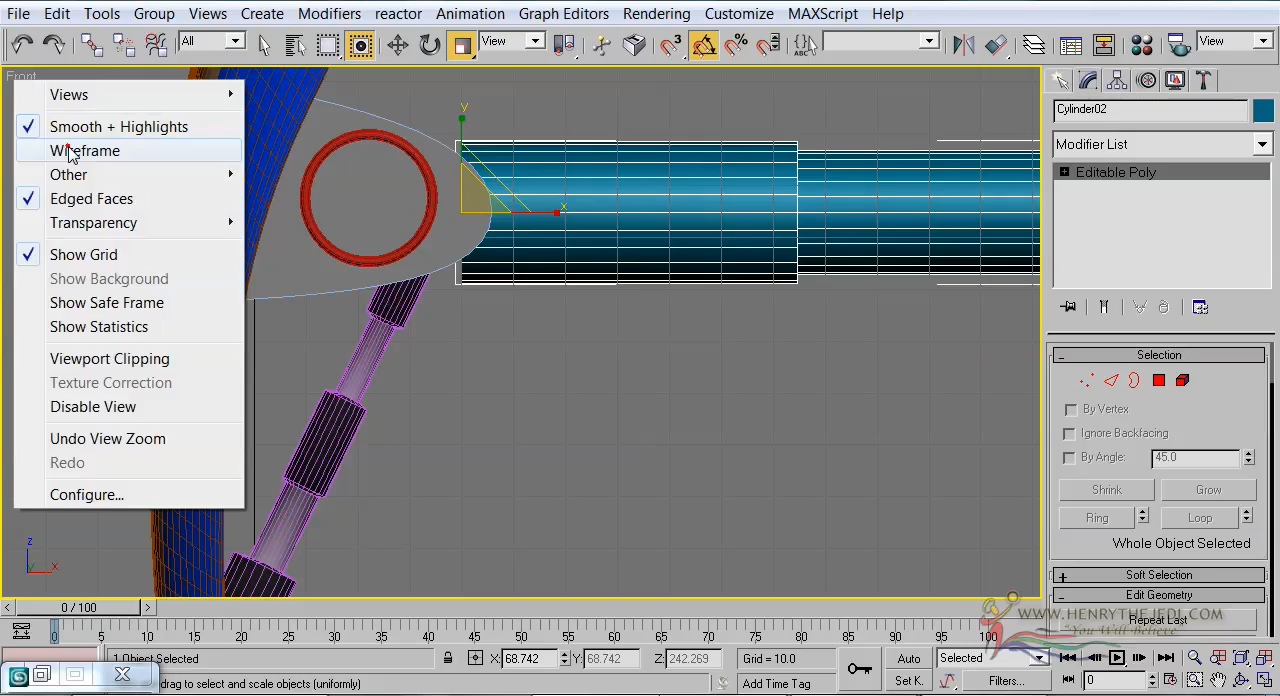 File Edit Tools Group Views Create Modifiers reactor Animation Graph Editors Rendering Customize MAXScript Help
All View 3 % ABC View
Front
Views
Smooth + Highlights
Wireframe
Other
Edged Faces
Transparency
Show Grid
Show Background
Show Safe Frame
Show Statistics
Viewport Clipping
Texture Correction
Disable View
Undo View Zoom
Redo
Configure...
y
x
z
y x
Cylinder02
Modifier List
Editable Poly
Selection
By Vertex
Ignore Backfacing
By Angle: 45.0
Shrink Grow
Ring Loop
Whole Object Selected
Soft Selection
Edit Geometry
Repeat Last
WWW.HENRYTHEJEDI.COM
"You Will Believe"
0 / 100
0 5 10 15 20 25 30 35 40 45 50 55 60 65 70 75 80 85 90 95 100
1 Object Selected X: 68.742 Y: 68.742 Z: 242.269 Grid = 10.0 Auto Selected
drag to select and scale objects (uniformly) Add Time Tag Set K. Filters... 0